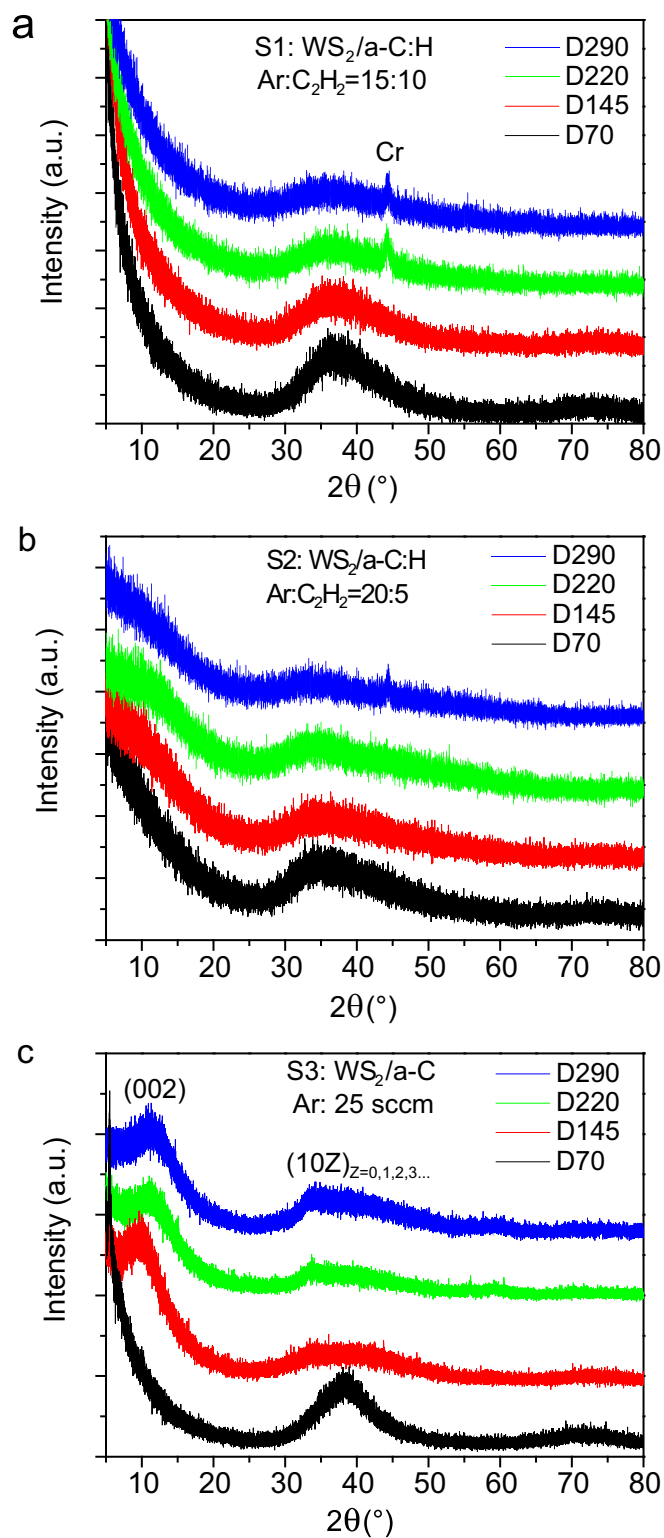 a
S1: WS₂/a-C:H
Ar:C₂H₂=15:10
D290
D220
D145
D70
Cr
Intensity (a.u.)
10 20 30 40 50 60 70 80
2θ (°)
b
S2: WS₂/a-C:H
Ar:C₂H₂=20:5
D290
D220
D145
D70
Intensity (a.u.)
10 20 30 40 50 60 70 80
2θ (°)
c
(002)
S3: WS₂/a-C
Ar: 25 sccm
D290
D220
D145
D70
(10Z)Z=0,1,2,3...
Intensity (a.u.)
10 20 30 40 50 60 70 80
2θ (°)